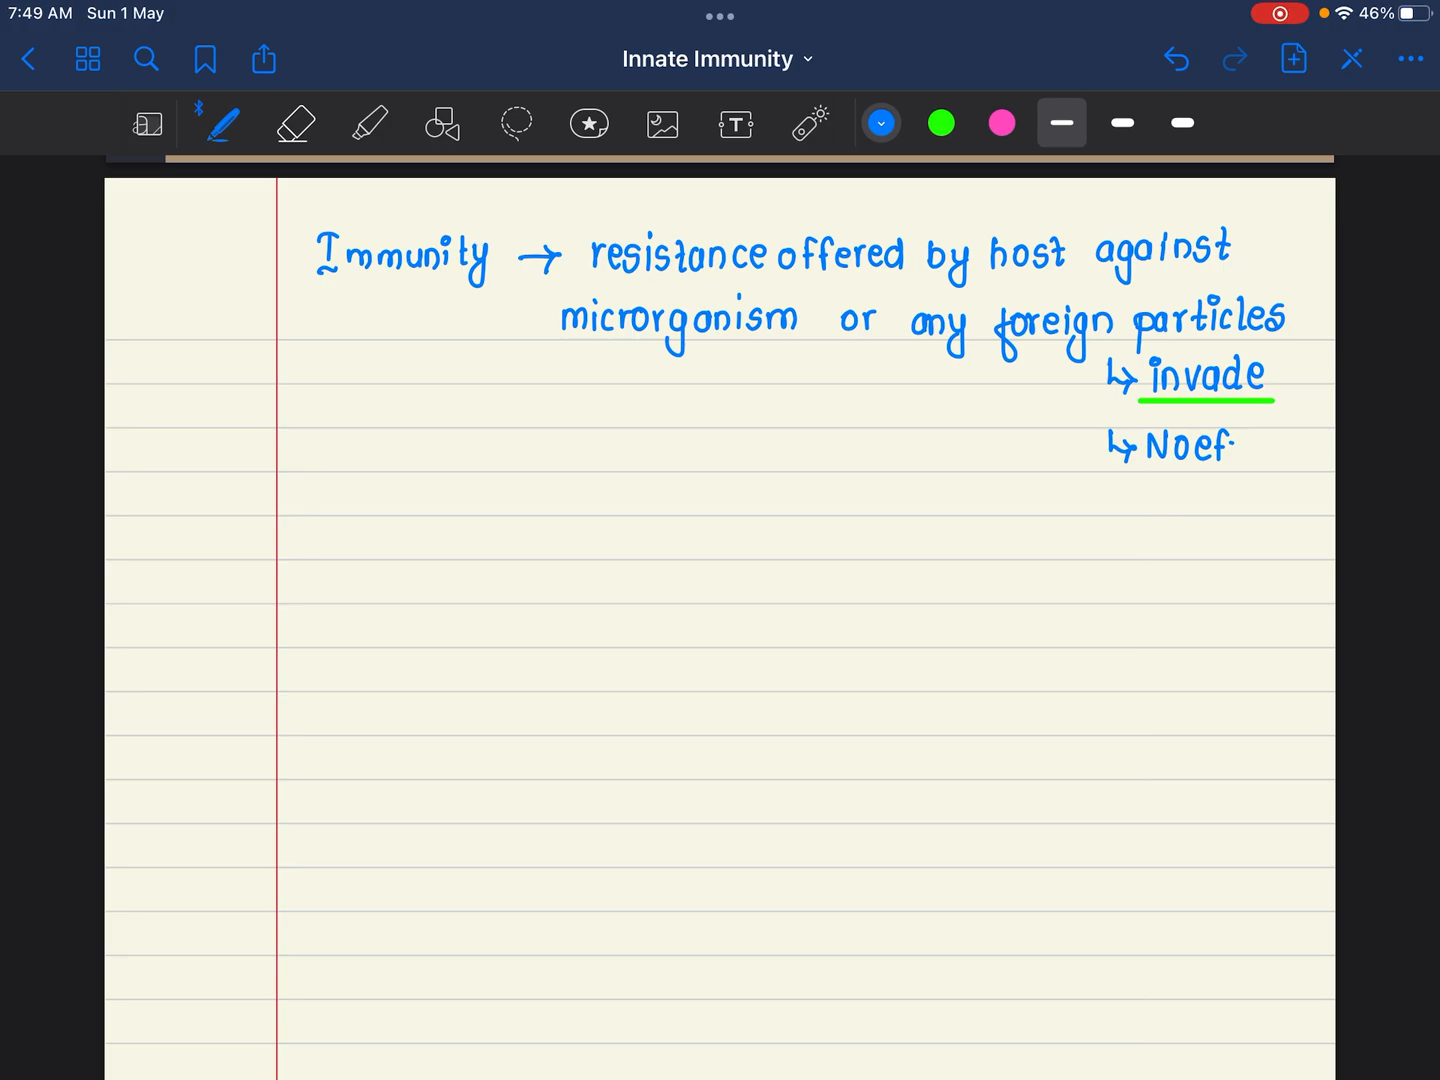 7:49 AM Sun 1 May
46%
Innate Immunity
T
Immunity → resistance offered by host against
microrganism or any foreign particles
↳ invade
↳ Noef